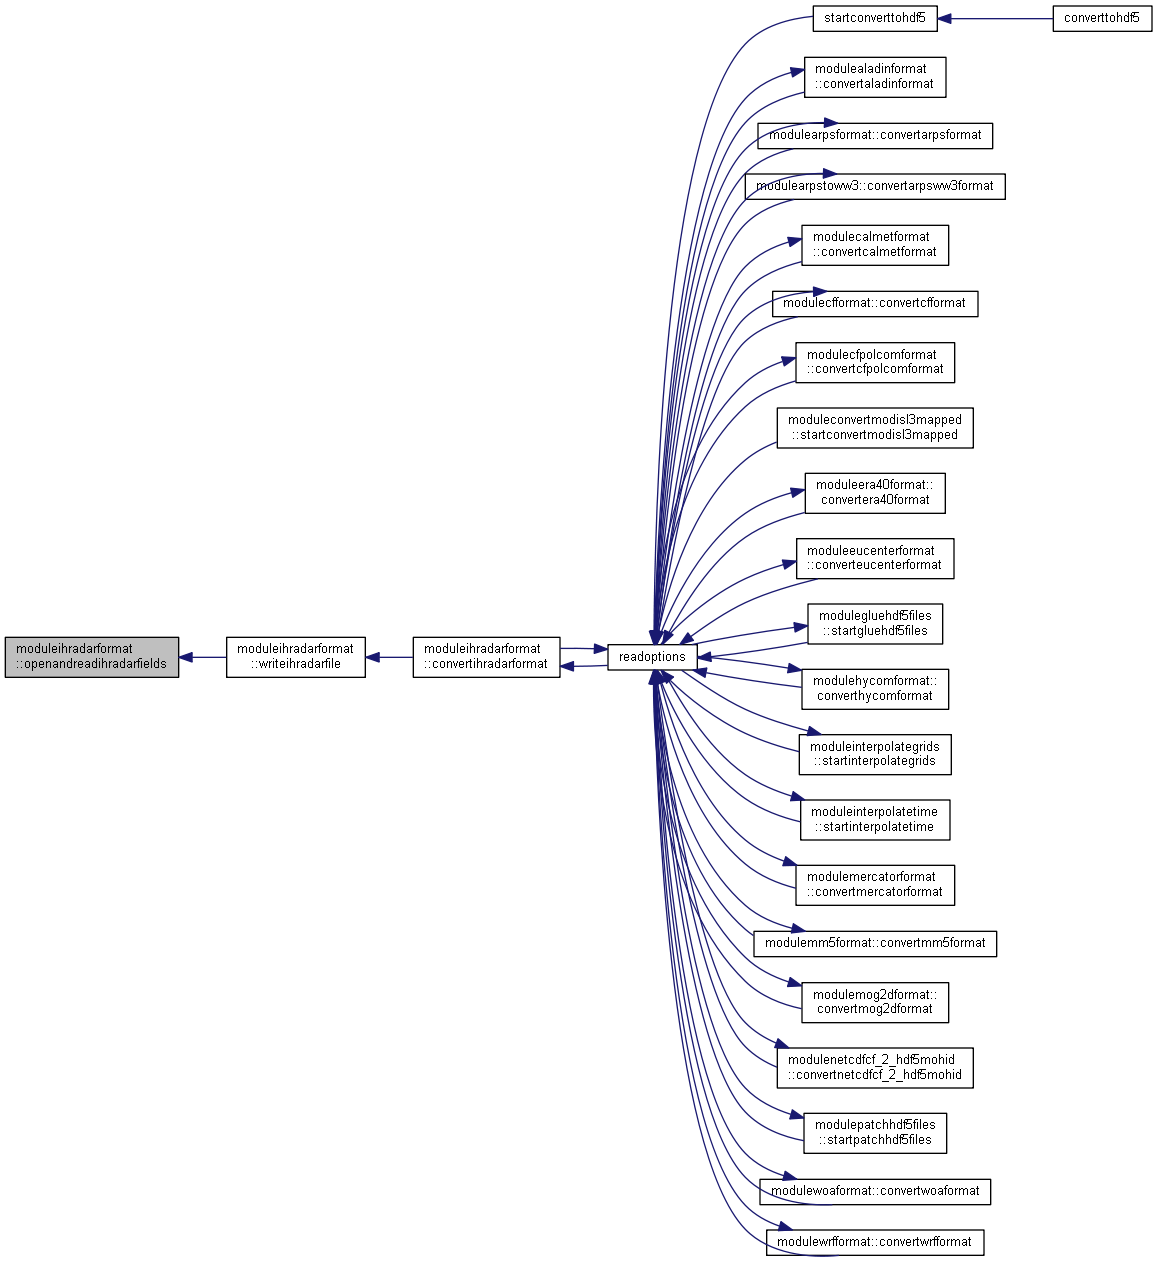 startconverttohdf5
converttohdf5
modulealadinformat
::convertaladinformat
modulearpsformat::convertarpsformat
modulearpstoww3::convertarpsww3format
modulecalmetformat
::convertcalmetformat
modulecfformat::convertcfformat
modulecfpolcomformat
::convertcfpolcomformat
moduleconvertmodisl3mapped
::startconvertmodisl3mapped
moduleera40format::
convertera40format
moduleeucenterformat
::converteucenterformat
modulegluehdf5files
::startgluehdf5files
moduleihradarformat
::openandreadihradarfields
moduleihradarformat
::writeihradarfile
moduleihradarformat
::convertihradarformat
readoptions
modulehycomformat::
converthycomformat
moduleinterpolategrids
::startinterpolategrids
moduleinterpolatetime
::startinterpolatetime
modulemercatorformat
::convertmercatorformat
modulemm5format::convertmm5format
modulemog2dformat::
convertmog2dformat
modulenetcdfcf_2_hdf5mohid
::convertnetcdfcf_2_hdf5mohid
modulepatchhdf5files
::startpatchhdf5files
modulewoaformat::convertwoaformat
modulewrfformat::convertwrfformat